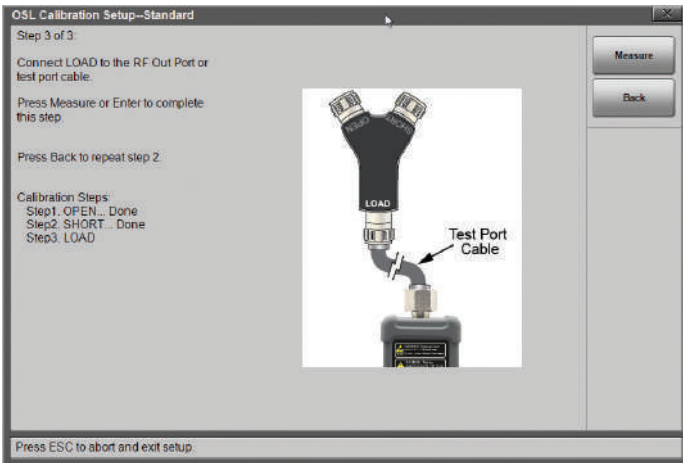 OSL Calibration Setup--Standard
Step 3 of 3:
Connect LOAD to the RF Out Port or
test port cable.
Press Measure or Enter to complete
this step.
Press Back to repeat step 2.
Calibration Steps:
Step1. OPEN... Done
Step2. SHORT... Done
Step3. LOAD
OPEN
SHORT
LOAD
Test Port
Cable
Measure
Back
Press ESC to abort and exit setup.